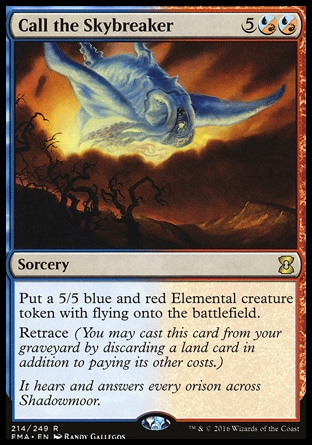 Call the Skybreaker 5
Sorcery
Put a 5/5 blue and red Elemental creature
token with flying onto the battlefield.
Retrace (You may cast this card from your
graveyard by discarding a land card in
addition to paying its other costs.)
It hears and answers every orison across
Shadowmoor.
214/249 R
EMA • EN Randy Gallegos
™ & © 2016 Wizards of the Coast